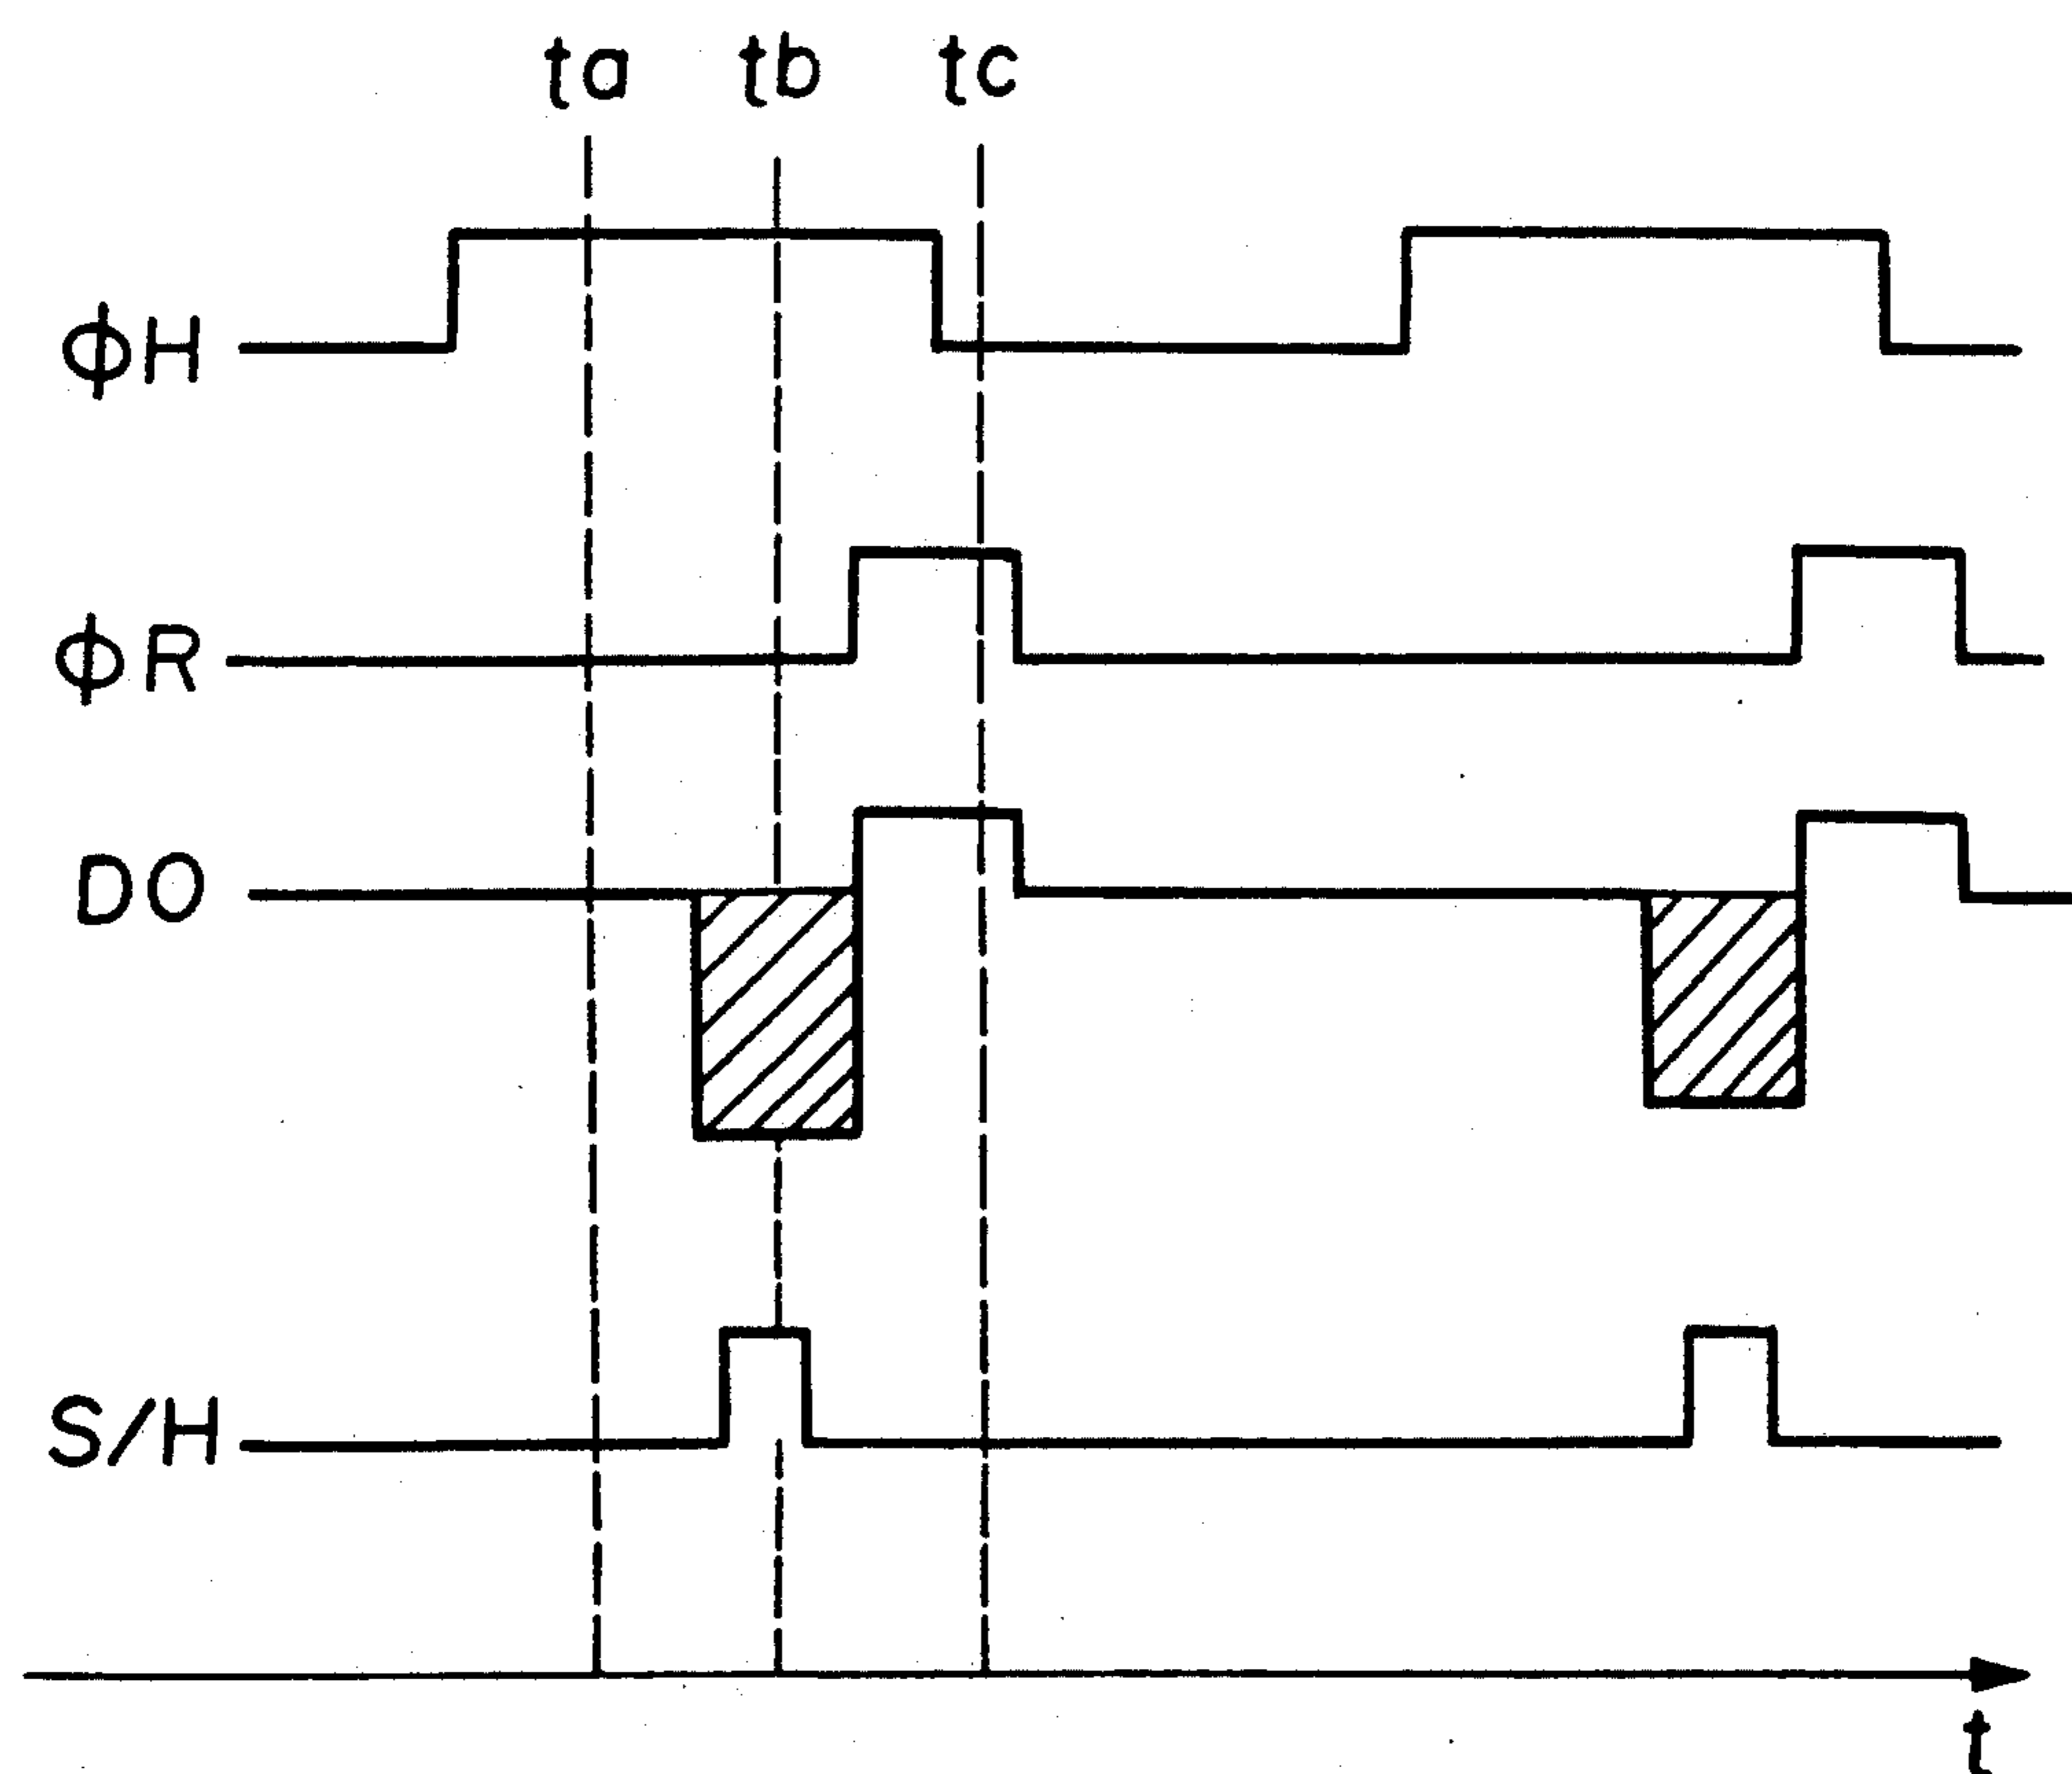 ta tb tc
ϕH
ϕR
DO
S/H
t